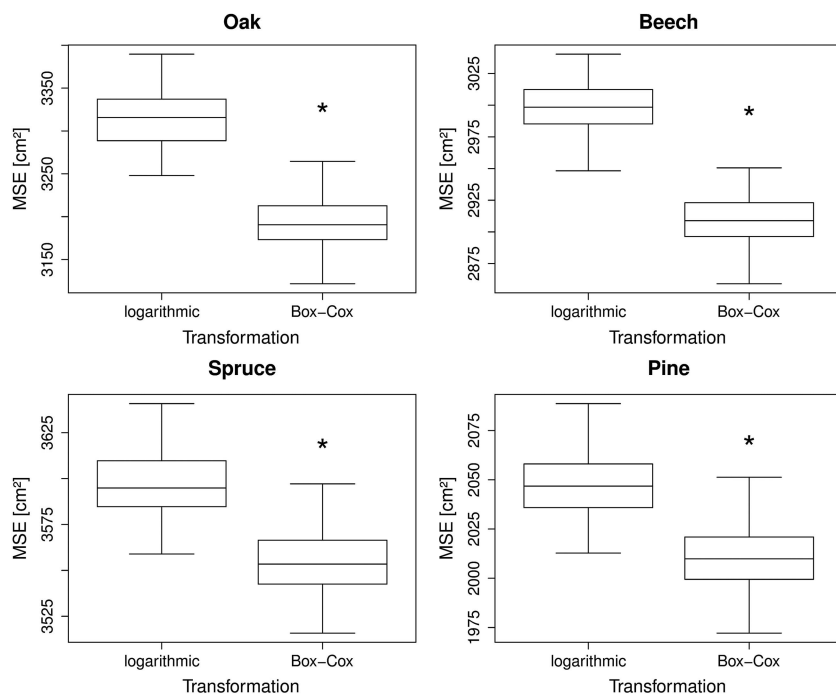 Oak
MSE [cm²]
3350
3250
3150
logarithmic
Box−Cox
Transformation
Beech
MSE [cm²]
3025
2975
2925
2875
logarithmic
Box−Cox
Transformation
Spruce
MSE [cm²]
3625
3575
3525
logarithmic
Box−Cox
Transformation
Pine
MSE [cm²]
2075
2050
2025
2000
1975
logarithmic
Box−Cox
Transformation
*
*
*
*